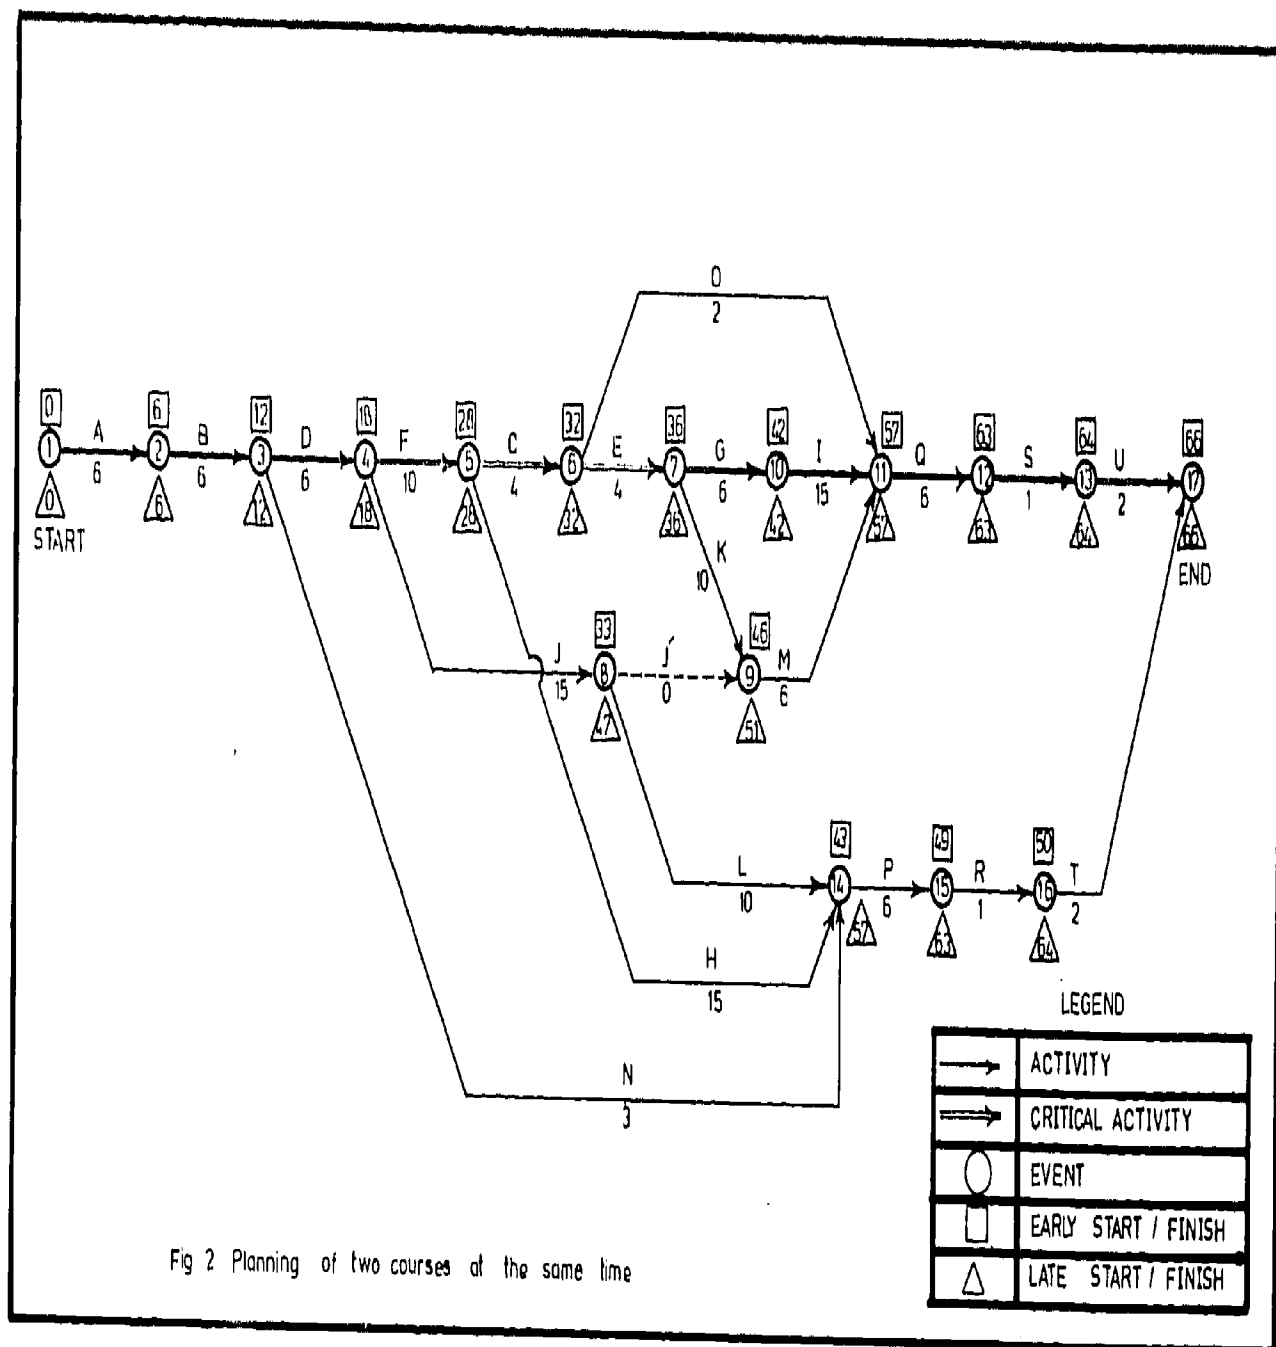 O
2
0
6
12
18
28
32
36
42
57
63
64
66
A
B
D
F
C
E
G
I
Q
S
U
1
2
3
4
5
6
7
10
11
12
13
17
6
6
6
10
4
4
6
15
6
1
2
0
6
12
18
28
32
36
42
57
63
64
66
START
END
K
10
33
46
J
J'
M
8
9
15
0
6
47
51
43
49
50
L
P
R
T
14
15
16
10
6
1
2
57
63
64
H
15
N
3
LEGEND
ACTIVITY
CRITICAL ACTIVITY
EVENT
EARLY START / FINISH
LATE START / FINISH
Fig 2 Planning of two courses at the same time